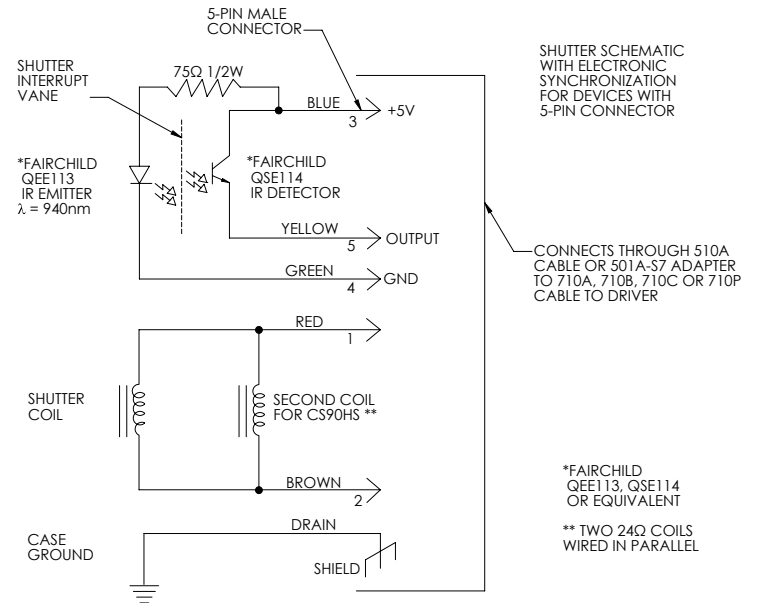 5-PIN MALE
CONNECTOR
SHUTTER SCHEMATIC
WITH ELECTRONIC
SYNCHRONIZATION
FOR DEVICES WITH
5-PIN CONNECTOR
SHUTTER
INTERRUPT
VANE
75Ω 1/2W
BLUE
3
+5V
*FAIRCHILD
QEE113
IR EMITTER
λ = 940nm
*FAIRCHILD
QSE114
IR DETECTOR
YELLOW
5
OUTPUT
GREEN
4
GND
CONNECTS THROUGH 510A
CABLE OR 501A-S7 ADAPTER
TO 710A, 710B, 710C OR 710P
CABLE TO DRIVER
RED
1
SHUTTER
COIL
SECOND COIL
FOR CS90HS **
BROWN
2
*FAIRCHILD
QEE113, QSE114
OR EQUIVALENT
** TWO 24Ω COILS
WIRED IN PARALLEL
CASE
GROUND
DRAIN
SHIELD